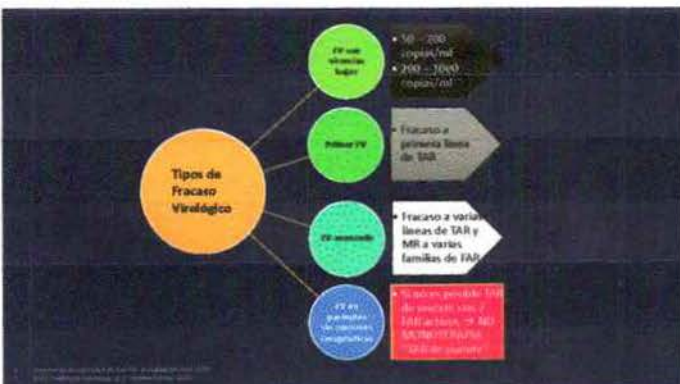 Tipos de
Fracaso
Virológico
FV con
viremias
bajas
• 50 - 200
copias/ml
• 200 - 1000
copias/ml
Primer FV
• Fracaso a
primera línea
de TAR
FV avanzado
• Fracaso a varias
líneas de TAR y
MR a varias
familias de FAR
FV en
pacientes
sin opciones
terapéuticas
• Si no es posible TAR
de rescate con 2
FAR activos → NO
MONOTERAPIA